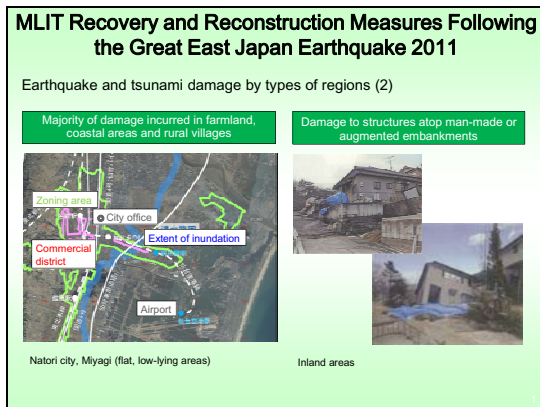 MLIT Recovery and Reconstruction Measures Following
the Great East Japan Earthquake 2011
Earthquake and tsunami damage by types of regions (2)
Majority of damage incurred in farmland,
coastal areas and rural villages
Damage to structures atop man-made or
augmented embankments
Zoning area
City office
Extent of inundation
Commercial
district
Airport
Natori city, Miyagi (flat, low-lying areas)
Inland areas